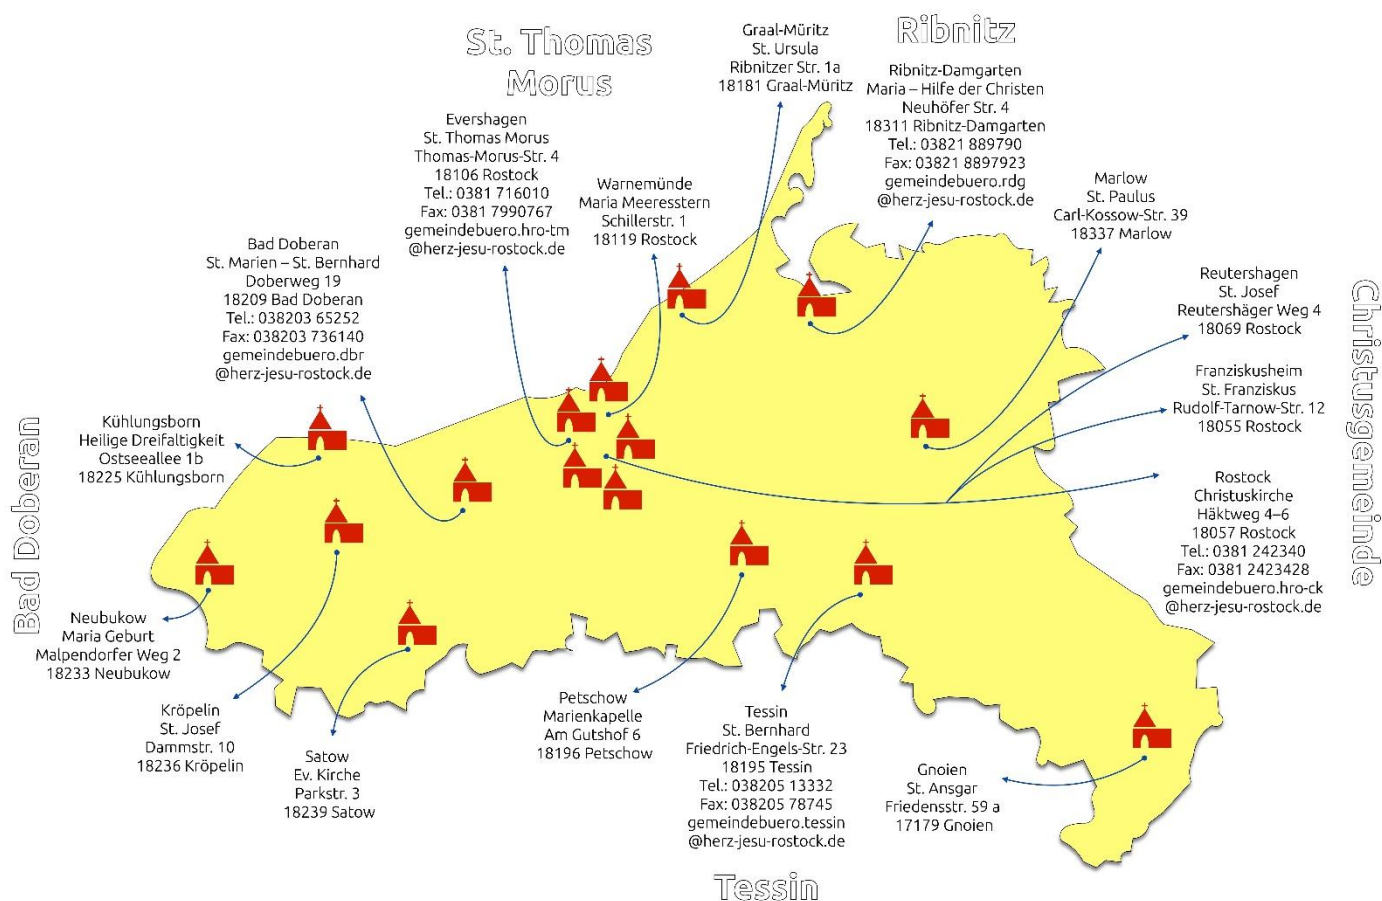 St. Thomas
Morus
Evershagen
St. Thomas Morus
Thomas-Morus-Str. 4
18106 Rostock
Tel.: 0381 716010
Fax: 0381 7990767
gemeindebuero.hro-tm
@herz-jesu-rostock.de
Warnemünde
Maria Meeresstern
Schillerstr. 1
18119 Rostock
Graal-Müritz
St. Ursula
Ribnitzer Str. 1a
18181 Graal-Müritz
Ribnitz
Ribnitz-Damgarten
Maria – Hilfe der Christen
Neuhöfer Str. 4
18311 Ribnitz-Damgarten
Tel.: 03821 889790
Fax: 03821 8897923
gemeindebuero.rdg
@herz-jesu-rostock.de
Marlow
St. Paulus
Carl-Kossow-Str. 39
18337 Marlow
Christusgemeinde
Reutershagen
St. Josef
Reutershäger Weg 4
18069 Rostock
Franziskusheim
St. Franziskus
Rudolf-Tarnow-Str. 12
18055 Rostock
Rostock
Christuskirche
Häktweg 4–6
18057 Rostock
Tel.: 0381 242340
Fax: 0381 2423428
gemeindebuero.hro-ck
@herz-jesu-rostock.de
Bad Doberan
Bad Doberan
St. Marien – St. Bernhard
Doberweg 19
18209 Bad Doberan
Tel.: 038203 65252
Fax: 038203 736140
gemeindebuero.dbr
@herz-jesu-rostock.de
Kühlungsborn
Heilige Dreifaltigkeit
Ostseeallee 1b
18225 Kühlungsborn
Neubukow
Maria Geburt
Malpendorfer Weg 2
18233 Neubukow
Kröpelin
St. Josef
Dammstr. 10
18236 Kröpelin
Satow
Ev. Kirche
Parkstr. 3
18239 Satow
Petschow
Marienkapelle
Am Gutshof 6
18196 Petschow
Tessin
St. Bernhard
Friedrich-Engels-Str. 23
18195 Tessin
Tel.: 038205 13332
Fax: 038205 78745
gemeindebuero.tessin
@herz-jesu-rostock.de
Gnoien
St. Ansgar
Friedensstr. 59 a
17179 Gnoien
Tessin